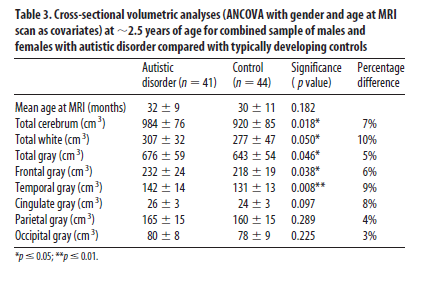 Table 3. Cross-sectional volumetric analyses (ANCOVA with gender and age at MRI
scan as covariates) at ~2.5 years of age for combined sample of males and
females with autistic disorder compared with typically developing controls
Autistic Control Significance Percentage
disorder (n = 41) (n = 44) (p value) difference
Mean age at MRI (months) 32 ± 9 30 ± 11 0.182
Total cerebrum (cm³) 984 ± 76 920 ± 85 0.018* 7%
Total white (cm³) 307 ± 32 277 ± 47 0.050* 10%
Total gray (cm³) 676 ± 59 643 ± 54 0.046* 5%
Frontal gray (cm³) 232 ± 24 218 ± 19 0.038* 6%
Temporal gray (cm³) 142 ± 14 131 ± 13 0.008** 9%
Cingulate gray (cm³) 26 ± 3 24 ± 3 0.097 8%
Parietal gray (cm³) 165 ± 15 160 ± 15 0.289 4%
Occipital gray (cm³) 80 ± 8 78 ± 9 0.225 3%
*p ≤ 0.05; **p ≤ 0.01.